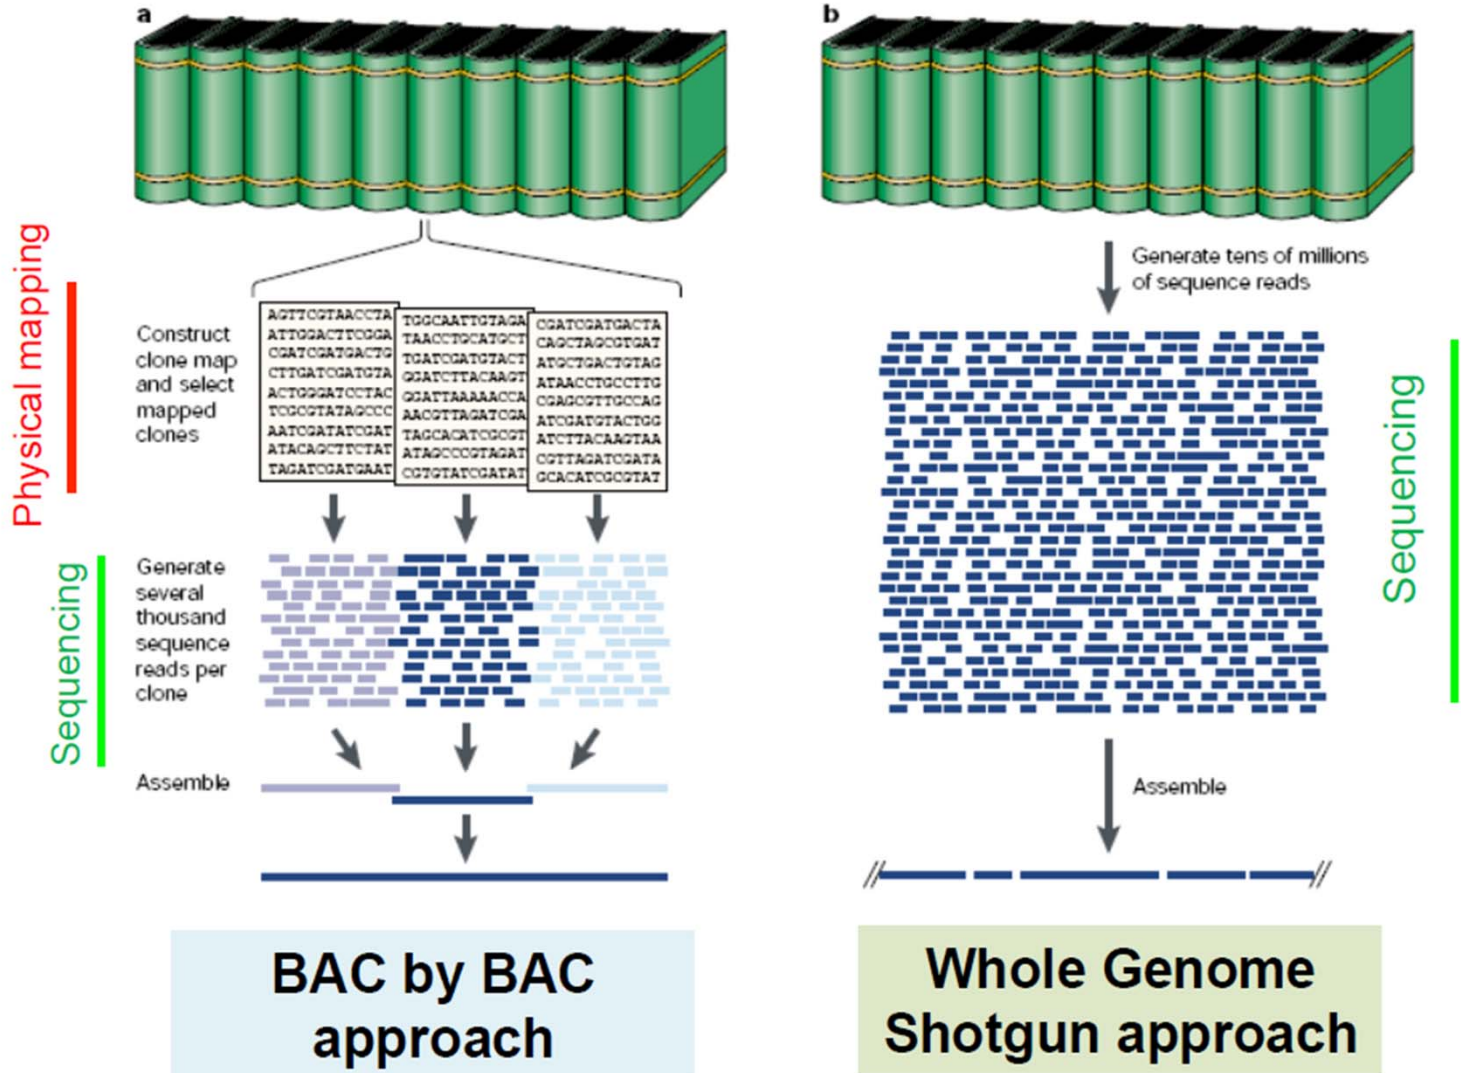 a
b
Physical mapping
Construct
clone map
and select
mapped
clones
AGTTCGTAACCTA
ATTGGACTTCGGA
CGATCGATGACTG
CTTGATCGATGTA
ACTGGGATCCTAC
TCGCGTATAGCCC
AATCGATATCGAT
ATACAGCTTCTAT
TAGATCGATGAAT
TGGCAATTGTAGA
TAACCTGCATGCT
TGATCGATGTACT
GGATCTTACAAGT
GGATTAAAAACCA
AACGTTAGATCGA
TAGCACATCGCGT
ATAGCCCGTAGAT
CGTGTATCGATAT
CGATCGATGACTA
CAGCTAGCGTGAT
ATGCTGACTGTAG
ATAACCTGCCTTG
CGAGCGTTGCCAG
ATCGATGTACTGG
ATCTTACAAGTAA
CGTTAGATCGATA
GCACATCGCGTAT
Sequencing
Generate
several
thousand
sequence
reads per
clone
Assemble
BAC by BAC
approach
Generate tens of millions
of sequence reads
Sequencing
Assemble
Whole Genome
Shotgun approach